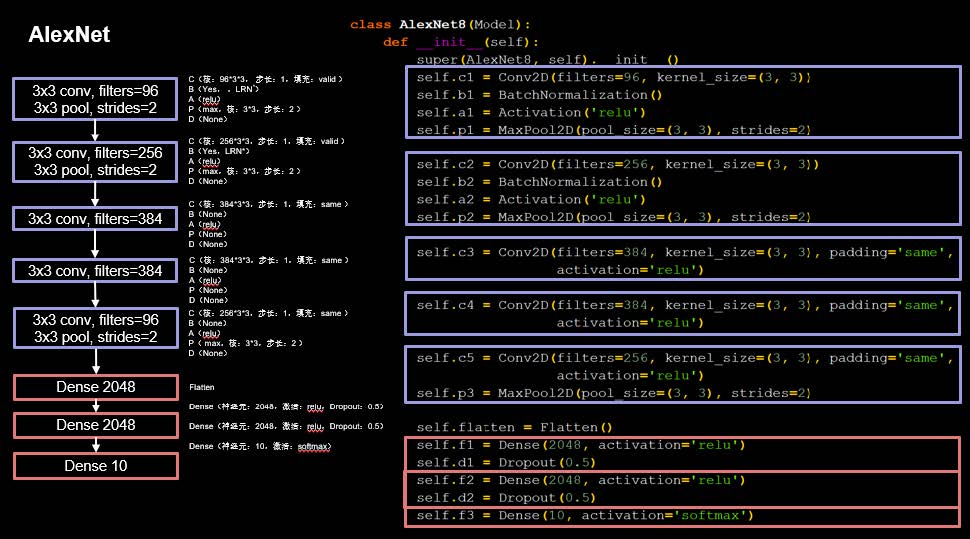 AlexNet
3x3 conv, filters=96
3x3 pool, strides=2
3x3 conv, filters=256
3x3 pool, strides=2
3x3 conv, filters=384
3x3 conv, filters=384
3x3 conv, filters=96
3x3 pool, strides=2
Dense 2048
Dense 2048
Dense 10
C（核：96*3*3，步长：1，填充：valid ）
B（Yes，，LRN*）
A（relu）
P（max，核：3*3，步长：2 ）
D（None）
C（核：256*3*3，步长：1，填充：valid ）
B（Yes，LRN*）
A（relu）
P（max，核：3*3，步长：2 ）
D（None）
C（核：384*3*3，步长：1，填充：same ）
B（None）
A（relu）
P（None）
D（None）
C（核：384*3*3，步长：1，填充：same ）
B（None）
A（relu）
P（None）
D（None）
C（核：256*3*3，步长：1，填充：same ）
B（None）
A（relu）
P（ max，核：3*3，步长：2 ）
D（None）
Flatten
Dense（神经元：2048，激活：relu，Dropout：0.5）
Dense（神经元：2048，激活：relu，Dropout：0.5）
Dense（神经元：10，激活：softmax）
class AlexNet8(Model):
def __init__(self):
super(AlexNet8, self).__init__()
self.c1 = Conv2D(filters=96, kernel_size=(3, 3))
self.b1 = BatchNormalization()
self.a1 = Activation('relu')
self.p1 = MaxPool2D(pool_size=(3, 3), strides=2)
self.c2 = Conv2D(filters=256, kernel_size=(3, 3))
self.b2 = BatchNormalization()
self.a2 = Activation('relu')
self.p2 = MaxPool2D(pool_size=(3, 3), strides=2)
self.c3 = Conv2D(filters=384, kernel_size=(3, 3), padding='same',
activation='relu')
self.c4 = Conv2D(filters=384, kernel_size=(3, 3), padding='same',
activation='relu')
self.c5 = Conv2D(filters=256, kernel_size=(3, 3), padding='same',
activation='relu')
self.p3 = MaxPool2D(pool_size=(3, 3), strides=2)
self.flatten = Flatten()
self.f1 = Dense(2048, activation='relu')
self.d1 = Dropout(0.5)
self.f2 = Dense(2048, activation='relu')
self.d2 = Dropout(0.5)
self.f3 = Dense(10, activation='softmax')